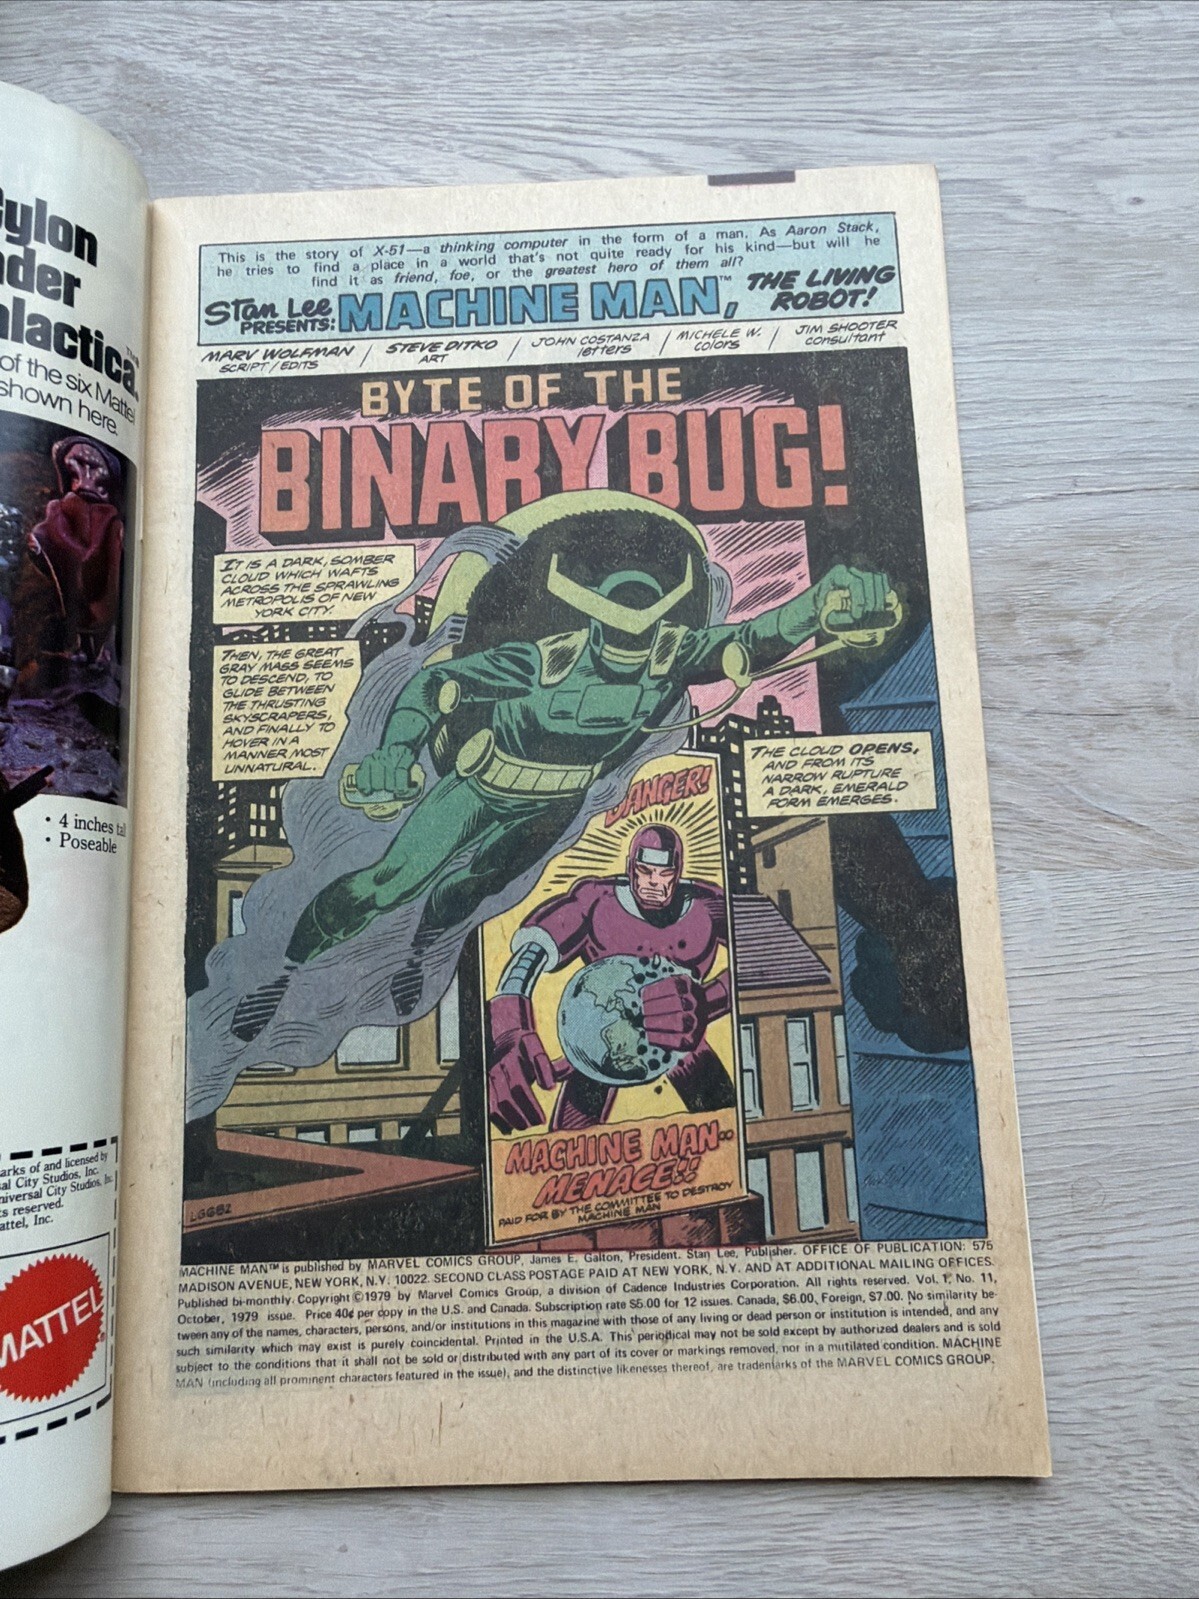 ylon
der
lactica.
TM
of the six Mattel
shown here.
• 4 inches tall
• Poseable
arks of and licensed by
al City Studios, Inc.
niversal City Studios, Inc.
ts reserved.
attel, Inc.
MATTEL
This is the story of X-51—a thinking computer in the form of a man. As Aaron Stack,
he tries to find a place in a world that's not quite ready for his kind—but will he
find it as friend, foe, or the greatest hero of them all?
Stan Lee
PRESENTS:
MACHINE MAN,™
THE LIVING
ROBOT!
MARV WOLFMAN
SCRIPT/EDITS
/ STEVE DITKO
ART
/ JOHN COSTANZA
letters
/ MICHELE W.
colors
/ JIM SHOOTER
consultant
BYTE OF THE
BINARY BUG!
IT IS A DARK, SOMBER
CLOUD WHICH WAFTS
ACROSS THE SPRAWLING
METROPOLIS OF NEW
YORK CITY.
THEN, THE GREAT
GRAY MASS SEEMS
TO DESCEND, TO
GLIDE BETWEEN
THE THRUSTING
SKYSCRAPERS,
AND FINALLY TO
HOVER IN A
MANNER MOST
UNNATURAL.
THE CLOUD OPENS,
AND FROM ITS
NARROW RUPTURE
A DARK, EMERALD
FORM EMERGES.
DANGER!
MACHINE MAN--
MENACE!!
PAID FOR BY THE COMMITTEE TO DESTROY
MACHINE MAN
LGG82
MACHINE MAN™ is published by MARVEL COMICS GROUP, James E. Galton, President. Stan Lee, Publisher. OFFICE OF PUBLICATION: 575
MADISON AVENUE, NEW YORK, N.Y. 10022. SECOND CLASS POSTAGE PAID AT NEW YORK, N.Y. AND AT ADDITIONAL MAILING OFFICES.
Published bi-monthly. Copyright ©1979 by Marvel Comics Group, a division of Cadence Industries Corporation. All rights reserved. Vol. 1, No. 11,
October, 1979 issue. Price 40¢ per copy in the U.S. and Canada. Subscription rate $5.00 for 12 issues. Canada, $6.00, Foreign, $7.00. No similarity be-
tween any of the names, characters, persons, and/or institutions in this magazine with those of any living or dead person or institution is intended, and any
such similarity which may exist is purely coincidental. Printed in the U.S.A. This periodical may not be sold except by authorized dealers and is sold
subject to the conditions that it shall not be sold or distributed with any part of its cover or markings removed, nor in a mutilated condition. MACHINE
MAN (including all prominent characters featured in the issue), and the distinctive likenesses thereof, are trademarks of the MARVEL COMICS GROUP.